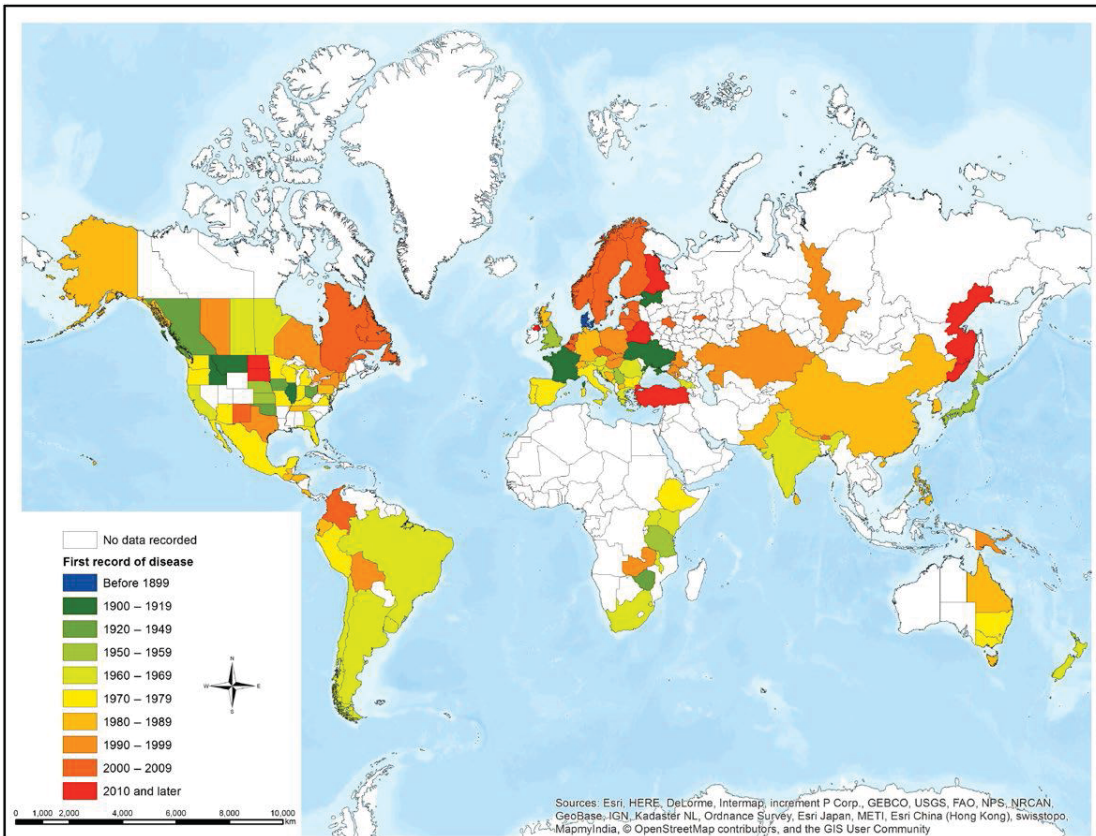 No data recorded
First record of disease
Before 1899
1900 – 1919
1920 – 1949
1950 – 1959
1960 – 1969
1970 – 1979
1980 – 1989
1990 – 1999
2000 – 2009
2010 and later
N
W E
S
0 1,000 2,000 4,000 6,000 8,000 10,000
km
Sources: Esri, HERE, DeLorme, Intermap, increment P Corp., GEBCO, USGS, FAO, NPS, NRCAN,
GeoBase, IGN, Kadaster NL, Ordnance Survey, Esri Japan, METI, Esri China (Hong Kong), swisstopo,
MapmyIndia, © OpenStreetMap contributors, and the GIS User Community